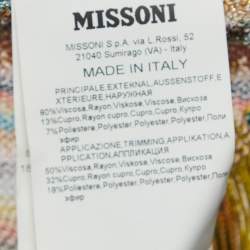 MISSONI
MISSONI S.p.A. via L.Rossi, 52
21040 Sumirago (VA) - Italy
MADE IN ITALY
PRINCIPALE,EXTERNAL,AUSSENSTOFF,E
XTERIEURE,НАРУЖНАЯ
80%Viscosa,Rayon,Viskose,Viscose,Вискоза
13%Cupro,Rayon cupro,Cupro,Cupro,Купро
7%Poliestere,Polyester,Polyester,Polyester,Поли
эфир
APPLICAZIONE,TRIMMING,APPLICATION,A
PPLICATION,АППЛИКАЦИЯ
50%Viscosa,Rayon,Viskose,Viscose,Вискоза
32%Cupro,Rayon cupro,Cupro,Cupro,Купро
18%Poliestere,Polyester,Polyester,Polyester,Поли
эфир